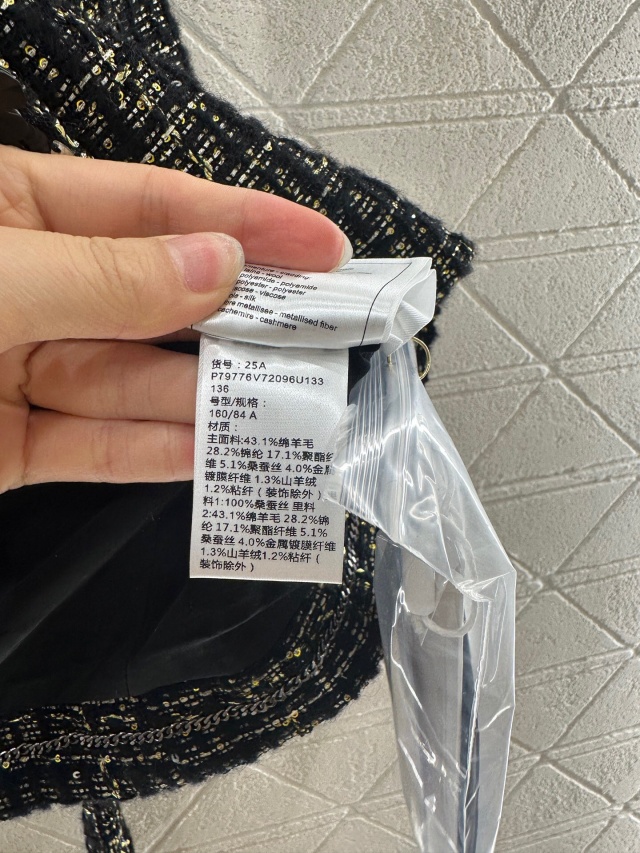 polyamide - polyamide
polyester - polyester
viscose - viscose
silk
metallisee - metallised fiber
cachemire - cashmere
货号：25A
P79776V72096U133
136
号型/规格：
160/84 A
材质：
主面料:43.1%绵羊毛
28.2%锦纶 17.1%聚酯纤
维 5.1%桑蚕丝 4.0%金属
镀膜纤维 1.3%山羊绒
1.2%粘纤（装饰除外）
料1:100%桑蚕丝 里料
2:43.1%绵羊毛 28.2%锦
纶 17.1%聚酯纤维 5.1%
桑蚕丝 4.0%金属镀膜纤维
1.3%山羊绒1.2%粘纤（
装饰除外）